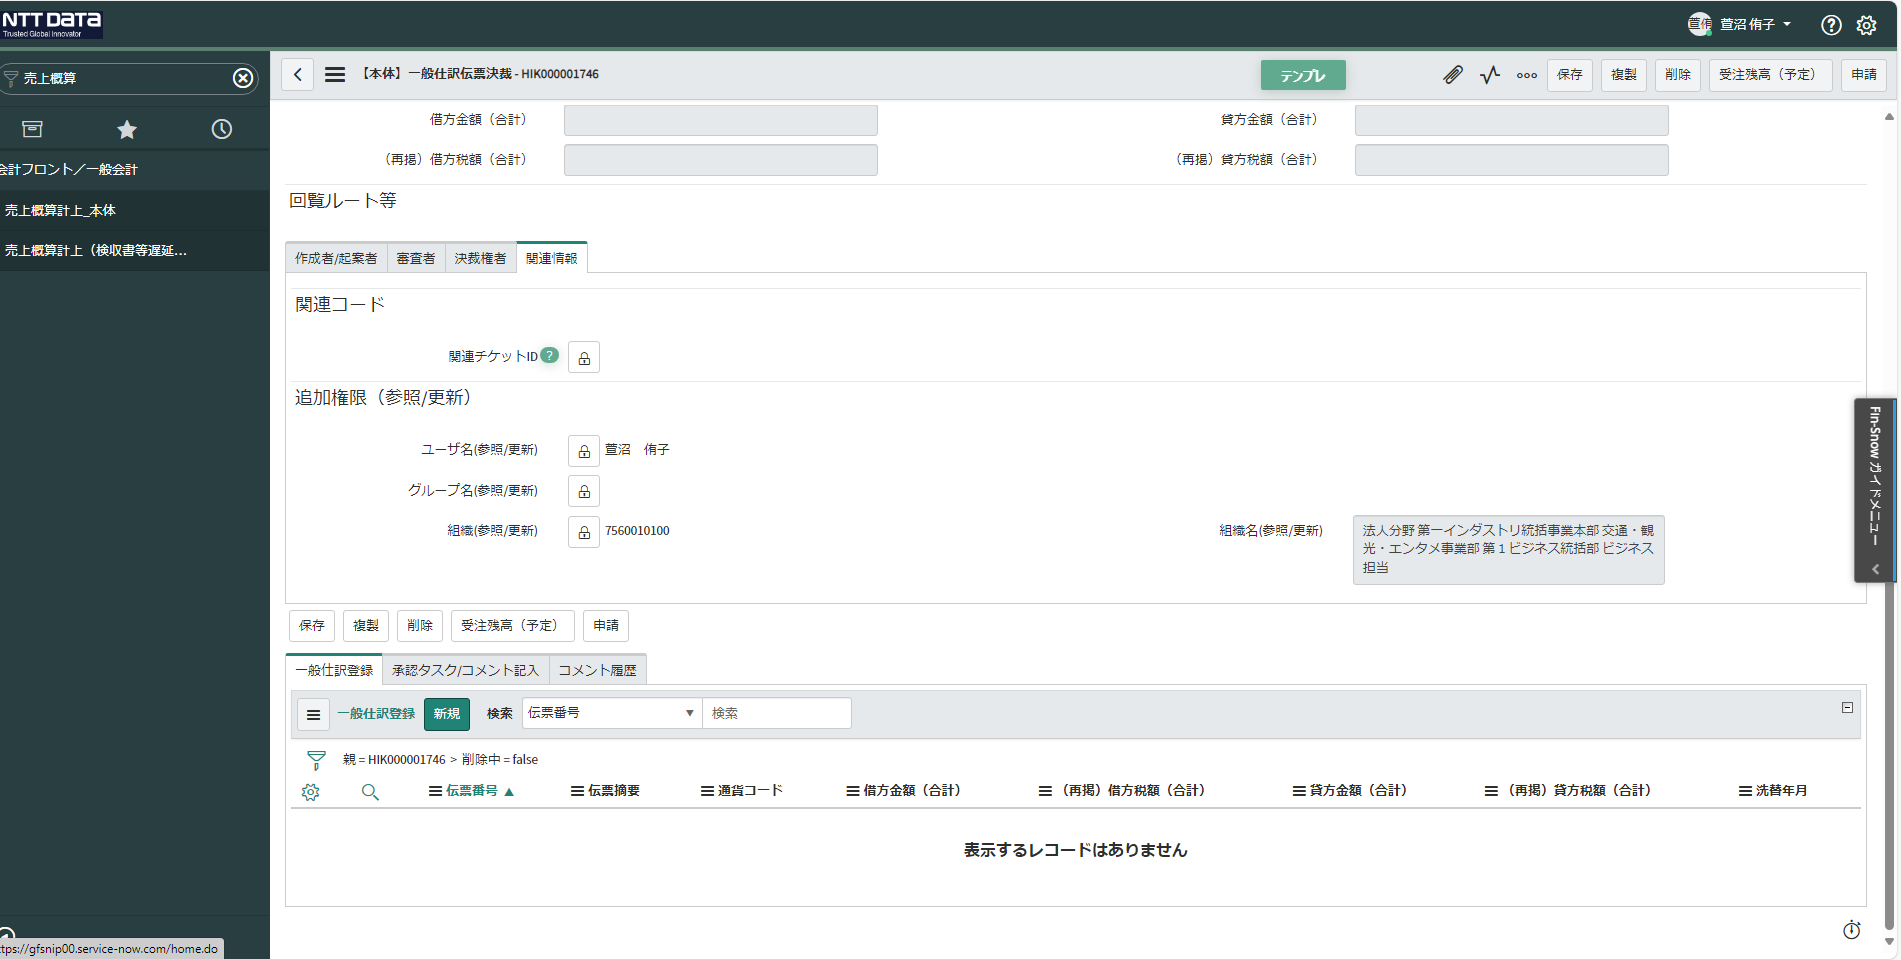 NTT DATA
Trusted Global Innovator
萱侑
萱沼 侑子
売上概算
会計フロント／一般会計
売上概算計上_本体
売上概算計上（検収書等遅延...
【本体】一般仕訳伝票決裁 - HIK000001746
テンプレ
保存
複製
削除
受注残高（予定）
申請
借方金額（合計）
貸方金額（合計）
（再掲）借方税額（合計）
（再掲）貸方税額（合計）
回覧ルート等
作成者/起案者
審査者
決裁権者
関連情報
関連コード
関連チケットID ?
追加権限（参照/更新）
ユーザ名(参照/更新)
萱沼　侑子
グループ名(参照/更新)
組織(参照/更新)
7560010100
組織名(参照/更新)
法人分野 第一インダストリ統括事業本部 交通・観
光・エンタメ事業部 第１ビジネス統括部 ビジネス
担当
Fin-Snow ガイドメニュー
保存
複製
削除
受注残高（予定）
申請
一般仕訳登録
承認タスク/コメント記入
コメント履歴
一般仕訳登録
新規
検索
伝票番号
検索
親 = HIK000001746 > 削除中 = false
伝票番号 ▲
伝票摘要
通貨コード
借方金額（合計）
（再掲）借方税額（合計）
貸方金額（合計）
（再掲）貸方税額（合計）
洗替年月
表示するレコードはありません
ttps://gfsnip00.service-now.com/home.do